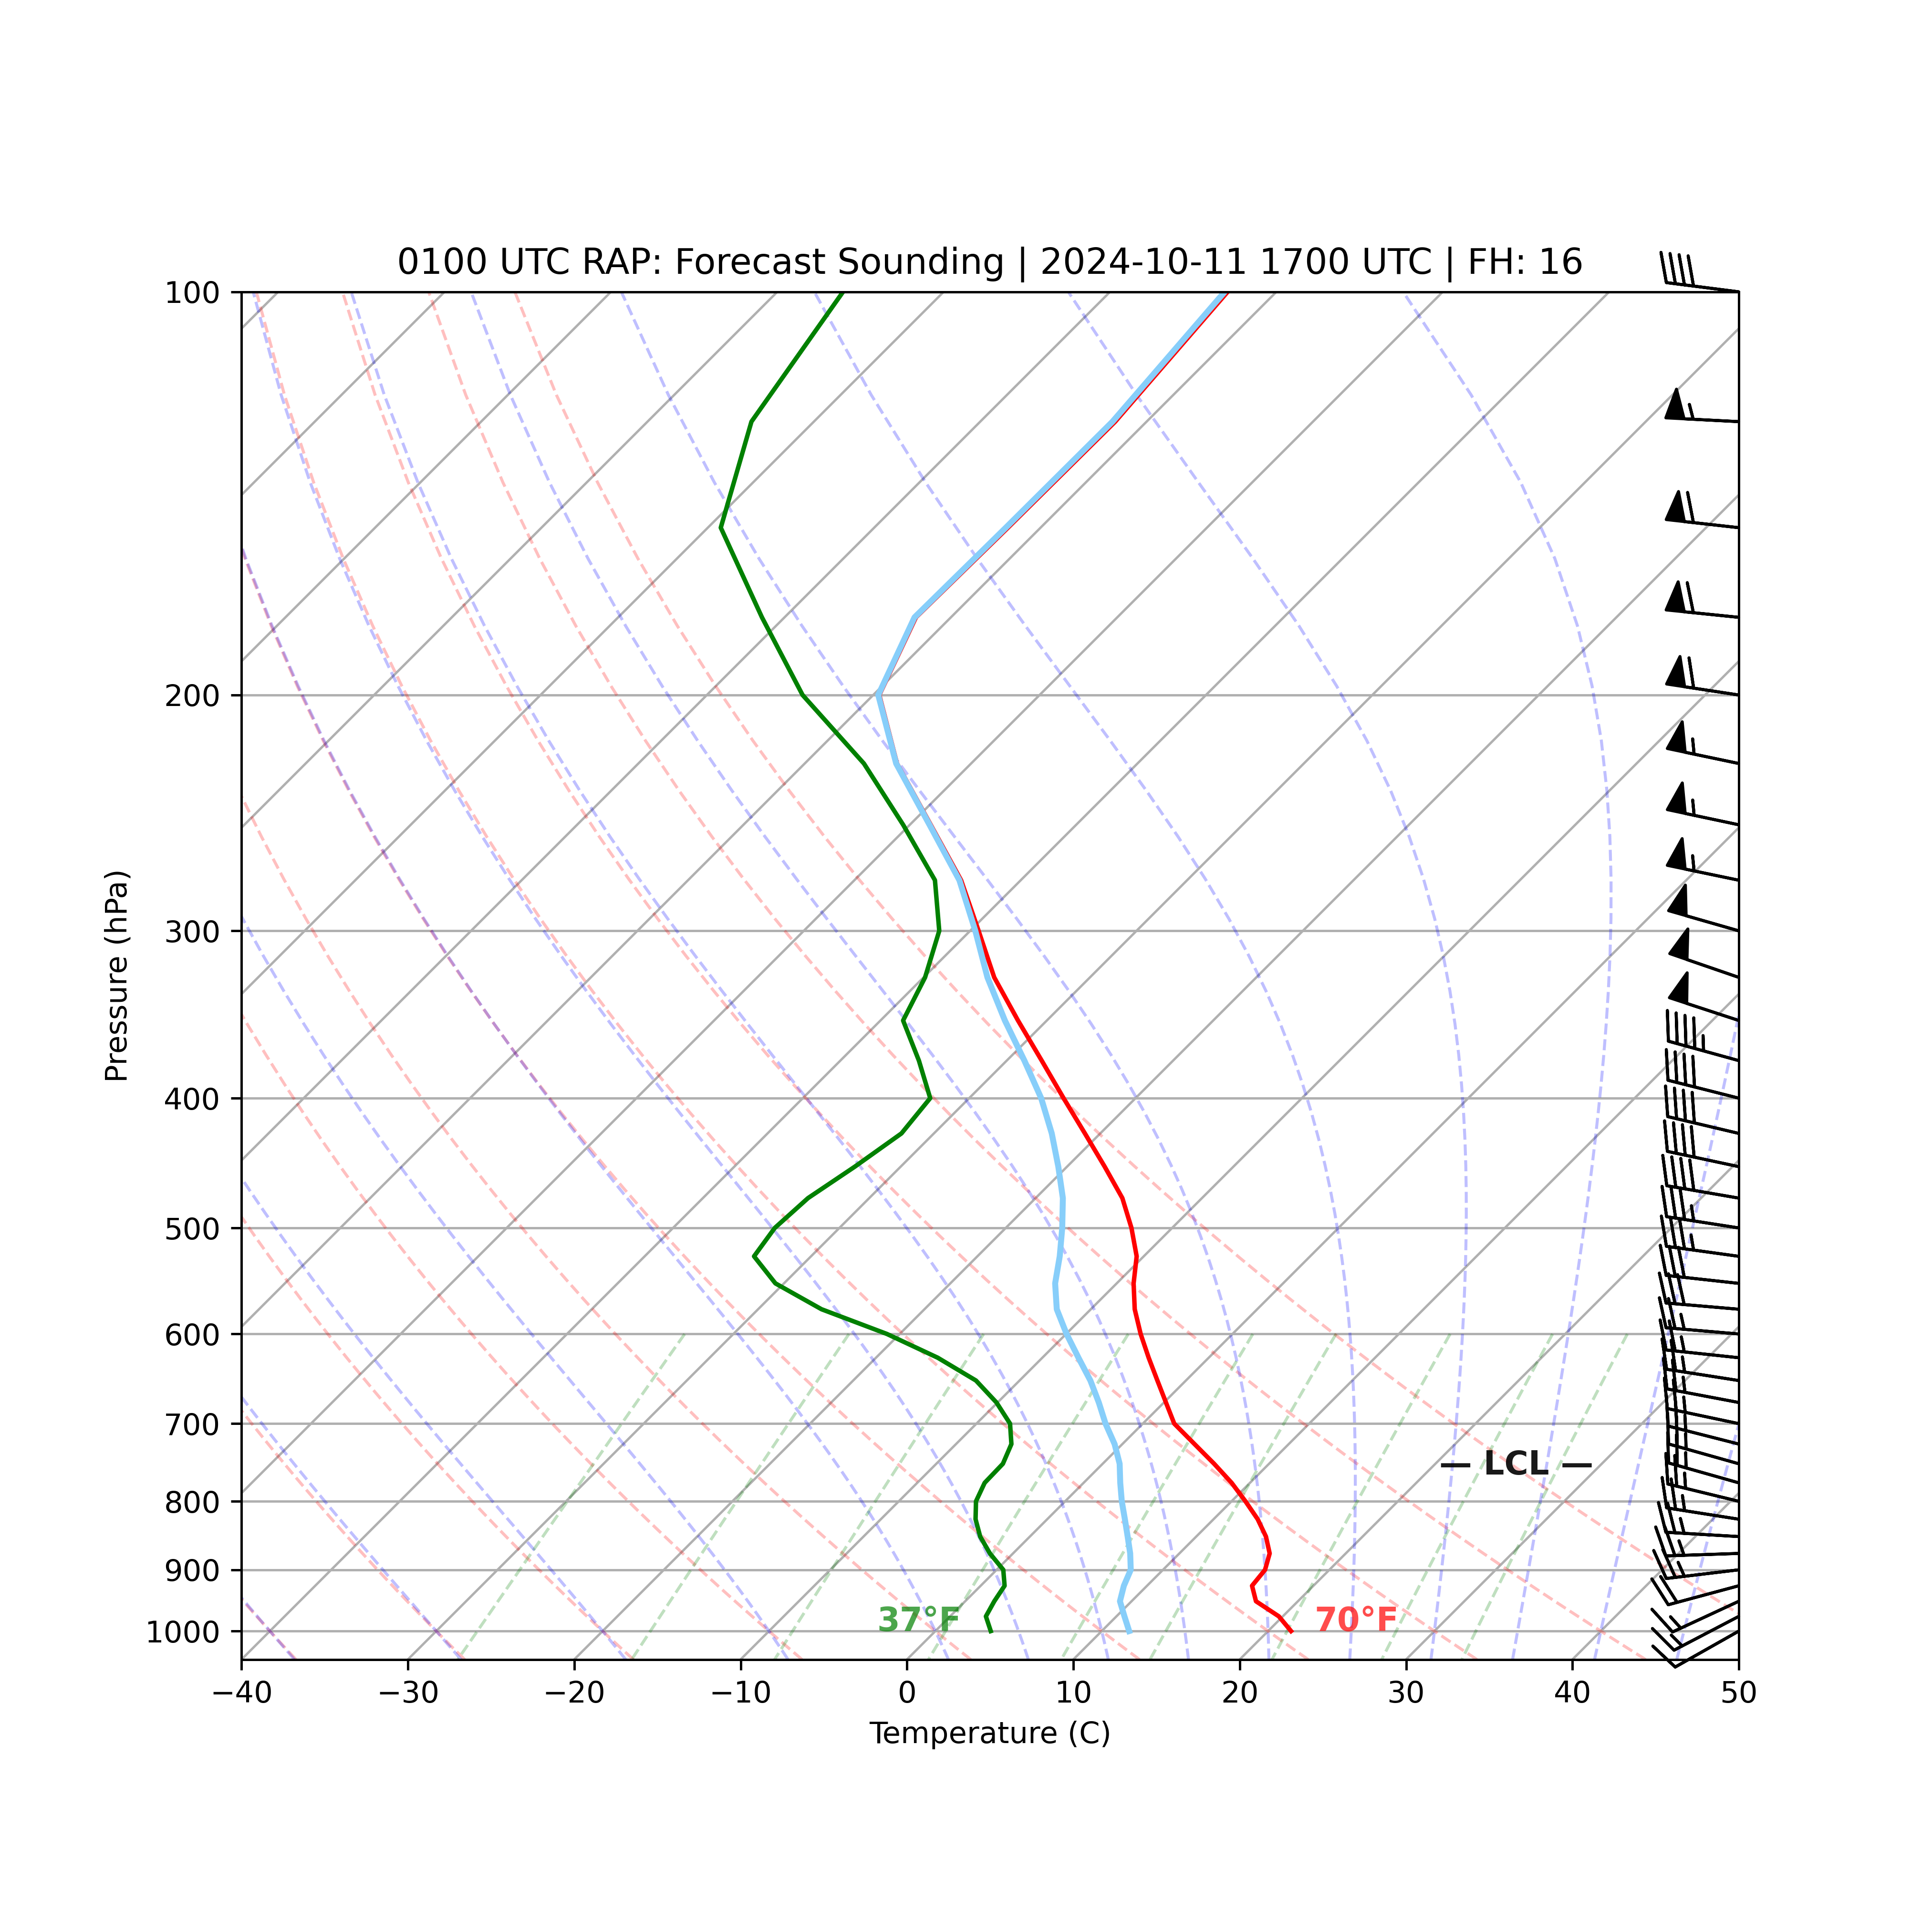 0100 UTC RAP: Forecast Sounding | 2024-10-11 1700 UTC | FH: 16
100
200
300
400
500
600
700
800
900
1000
Pressure (hPa)
— LCL —
37°F
70°F
−40 −30 −20 −10 0 10 20 30 40 50
Temperature (C)